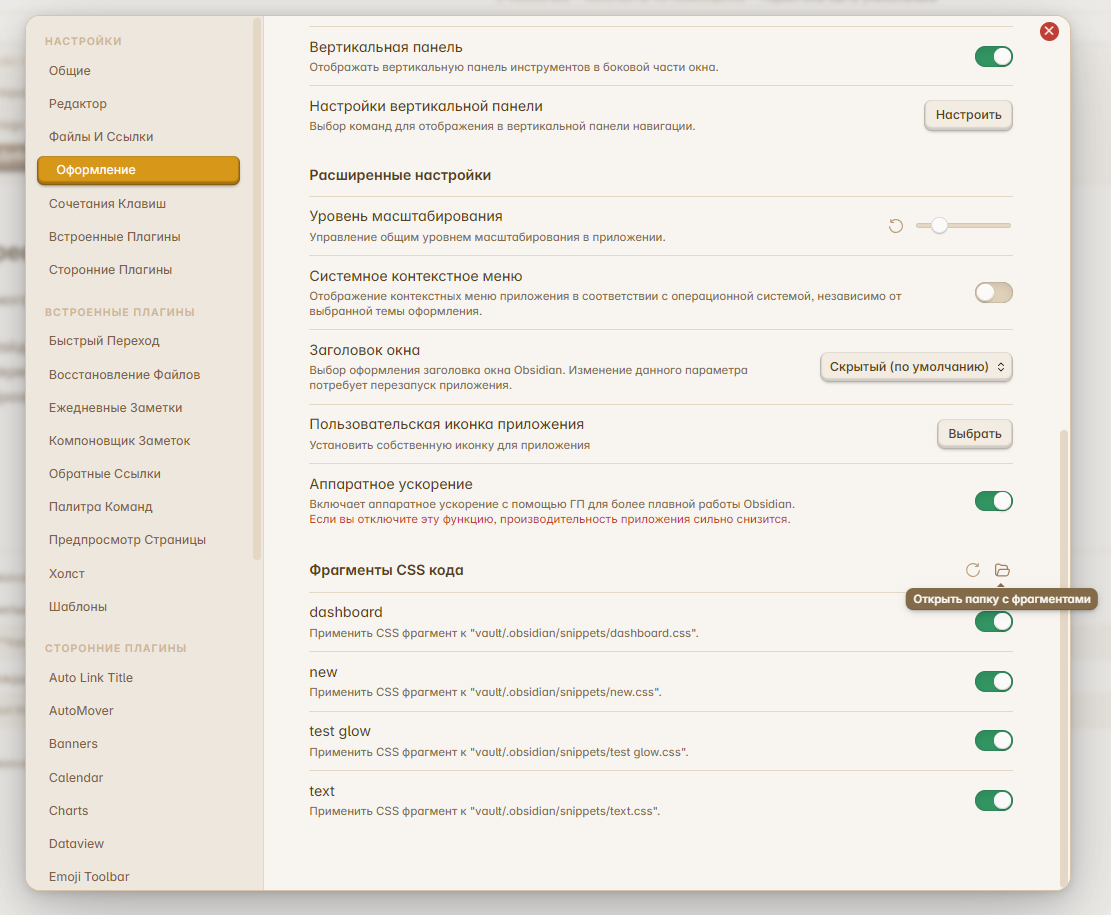 НАСТРОЙКИ
Общие
Редактор
Файлы И Ссылки
Оформление
Сочетания Клавиш
Встроенные Плагины
Сторонние Плагины
ВСТРОЕННЫЕ ПЛАГИНЫ
Быстрый Переход
Восстановление Файлов
Ежедневные Заметки
Компоновщик Заметок
Обратные Ссылки
Палитра Команд
Предпросмотр Страницы
Холст
Шаблоны
СТОРОННИЕ ПЛАГИНЫ
Auto Link Title
AutoMover
Banners
Calendar
Charts
Dataview
Emoji Toolbar
Вертикальная панель
Отображать вертикальную панель инструментов в боковой части окна.
Настройки вертикальной панели
Выбор команд для отображения в вертикальной панели навигации.
Настроить
Расширенные настройки
Уровень масштабирования
Управление общим уровнем масштабирования в приложении.
Системное контекстное меню
Отображение контекстных меню приложения в соответствии с операционной системой, независимо от
выбранной темы оформления.
Заголовок окна
Выбор оформления заголовка окна Obsidian. Изменение данного параметра
потребует перезапуск приложения.
Скрытый (по умолчанию)
Пользовательская иконка приложения
Установить собственную иконку для приложения
Выбрать
Аппаратное ускорение
Включает аппаратное ускорение с помощью ГП для более плавной работы Obsidian.
Если вы отключите эту функцию, производительность приложения сильно снизится.
Фрагменты CSS кода
Открыть папку с фрагментами
dashboard
Применить CSS фрагмент к "vault/.obsidian/snippets/dashboard.css".
new
Применить CSS фрагмент к "vault/.obsidian/snippets/new.css".
test glow
Применить CSS фрагмент к "vault/.obsidian/snippets/test glow.css".
text
Применить CSS фрагмент к "vault/.obsidian/snippets/text.css".